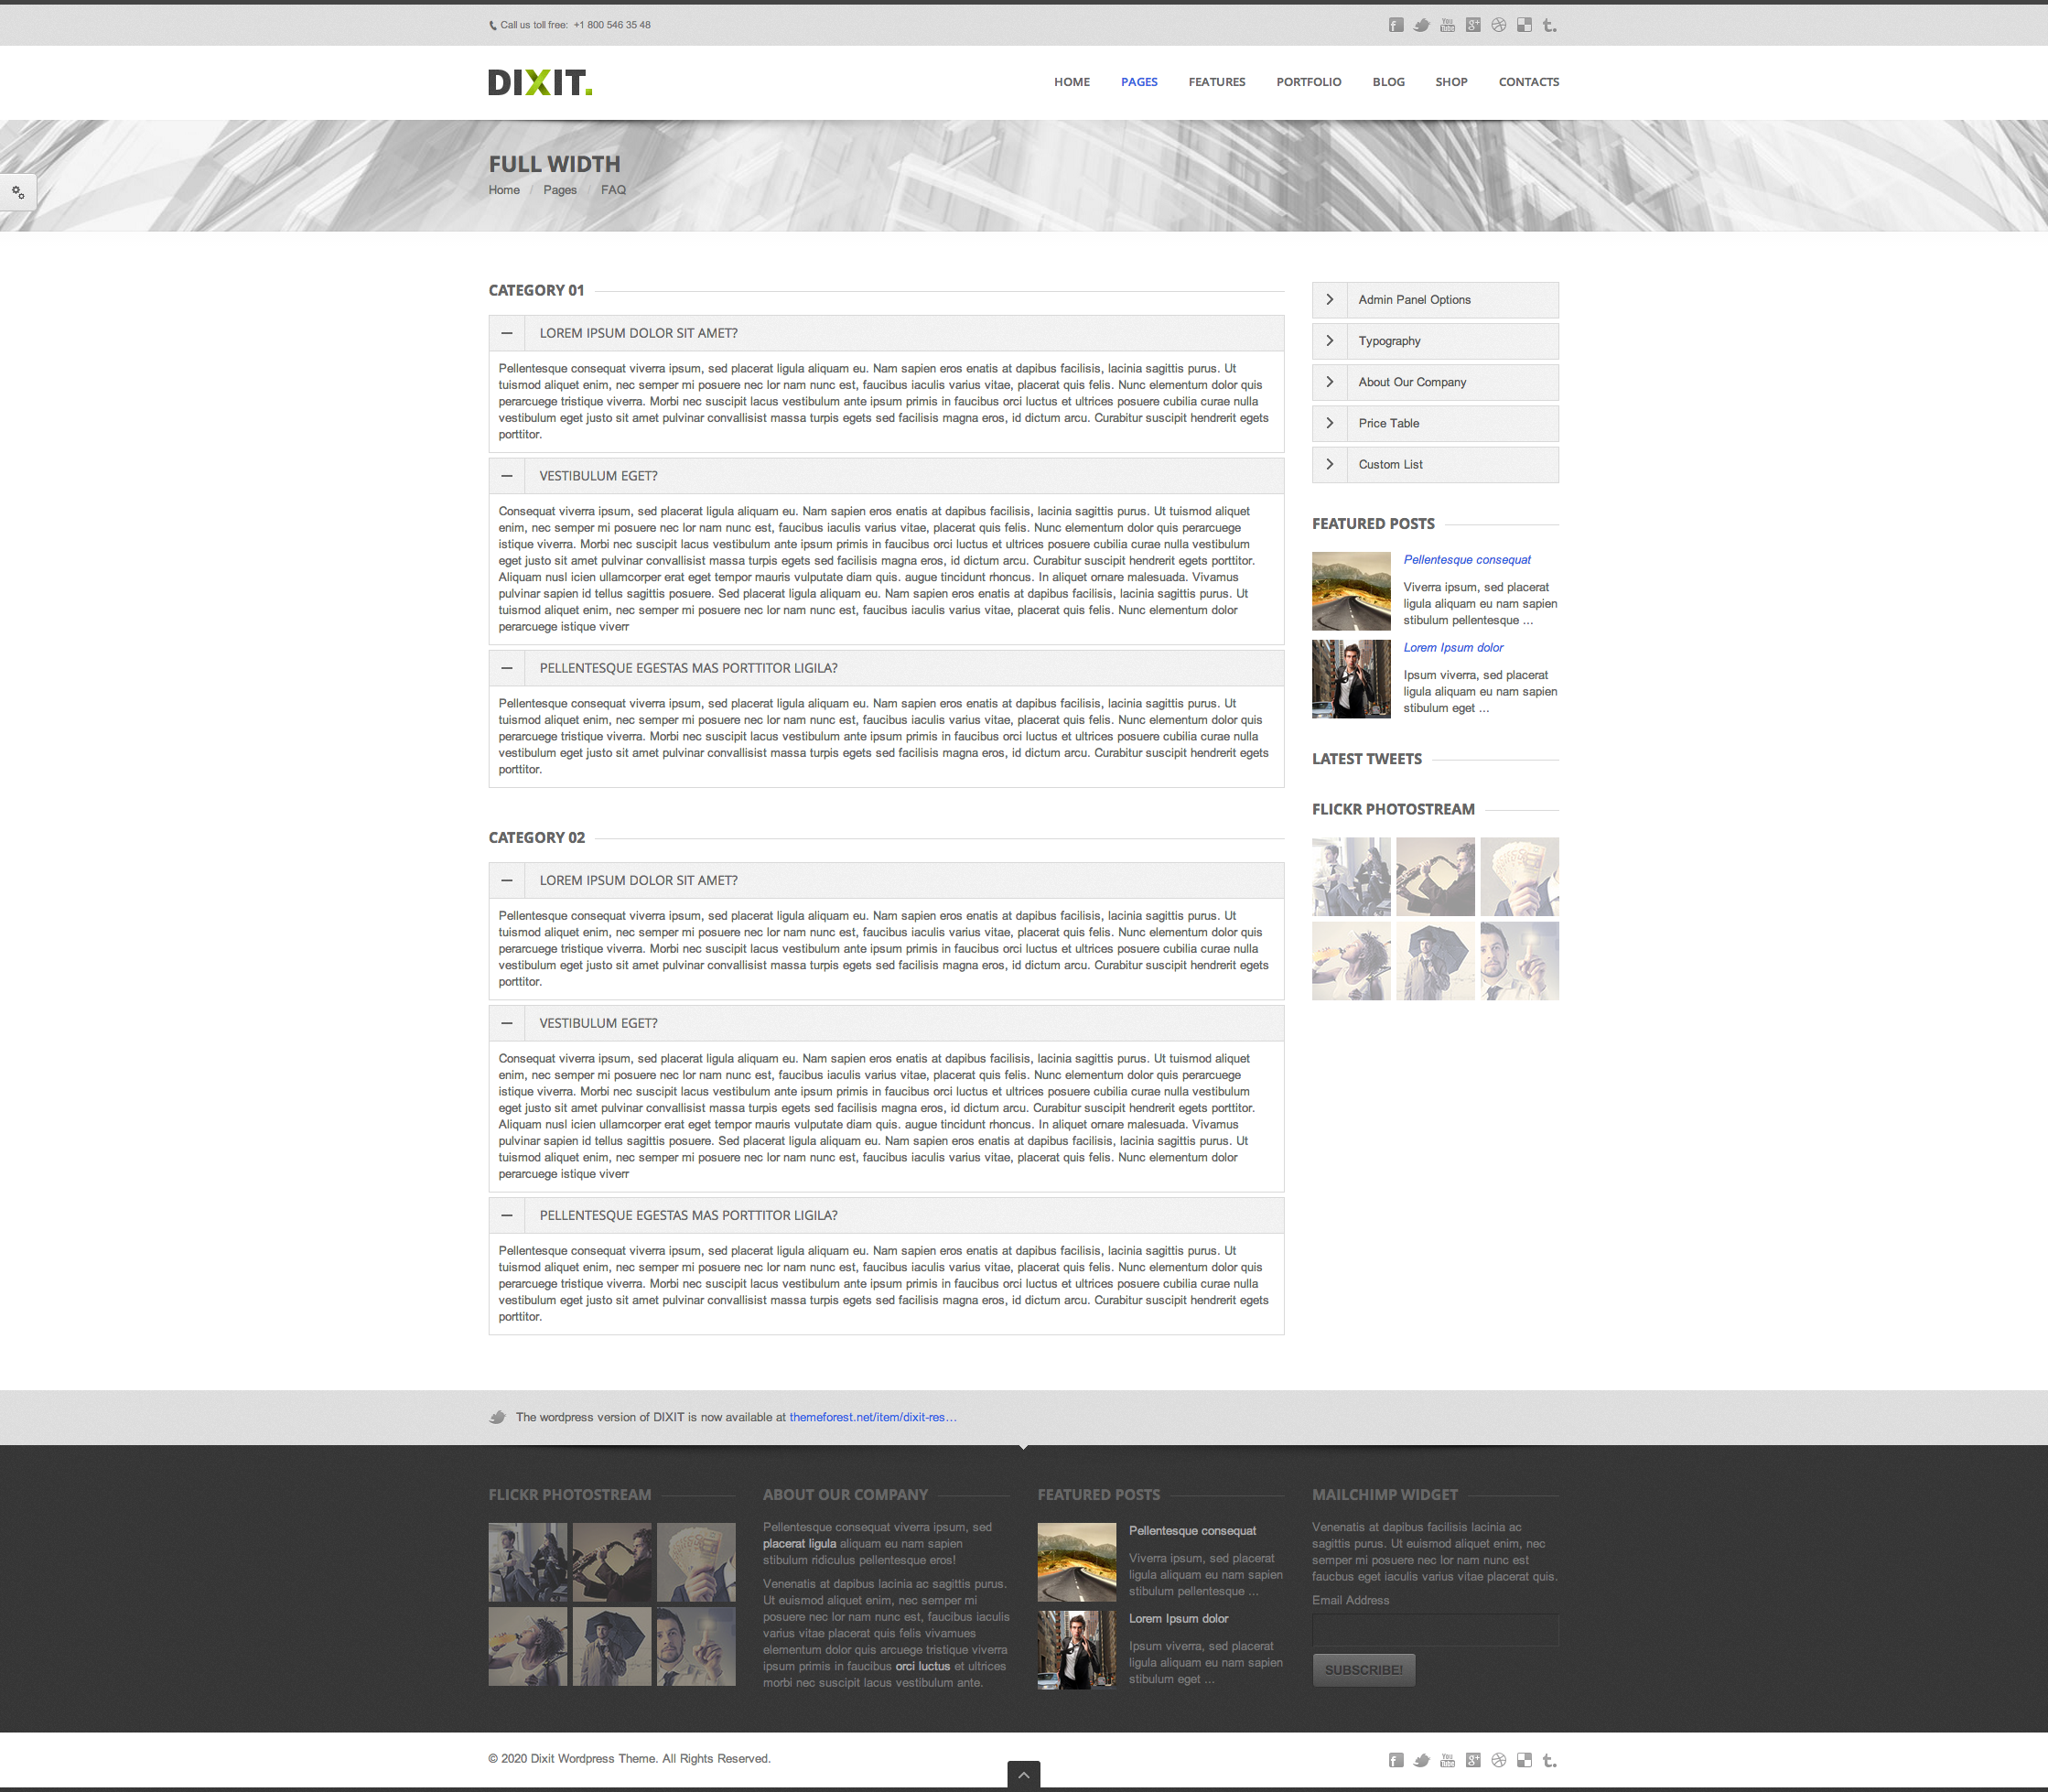 Call us toll free: +1 800 546 35 48
DIXIT.
HOME PAGES FEATURES PORTFOLIO BLOG SHOP CONTACTS
FULL WIDTH
Home / Pages / FAQ
CATEGORY 01
LOREM IPSUM DOLOR SIT AMET?
Pellentesque consequat viverra ipsum, sed placerat ligula aliquam eu. Nam sapien eros enatis at dapibus facilisis, lacinia sagittis purus. Ut
tuismod aliquet enim, nec semper mi posuere nec lor nam nunc est, faucibus iaculis varius vitae, placerat quis felis. Nunc elementum dolor quis
perarcuege tristique viverra. Morbi nec suscipit lacus vestibulum ante ipsum primis in faucibus orci luctus et ultrices posuere cubilia curae nulla
vestibulum eget justo sit amet pulvinar convallisist massa turpis egets sed facilisis magna eros, id dictum arcu. Curabitur suscipit hendrerit egets
porttitor.
VESTIBULUM EGET?
Consequat viverra ipsum, sed placerat ligula aliquam eu. Nam sapien eros enatis at dapibus facilisis, lacinia sagittis purus. Ut tuismod aliquet
enim, nec semper mi posuere nec lor nam nunc est, faucibus iaculis varius vitae, placerat quis felis. Nunc elementum dolor quis perarcuege
istique viverra. Morbi nec suscipit lacus vestibulum ante ipsum primis in faucibus orci luctus et ultrices posuere cubilia curae nulla vestibulum
eget justo sit amet pulvinar convallisist massa turpis egets sed facilisis magna eros, id dictum arcu. Curabitur suscipit hendrerit egets porttitor.
Aliquam nusl icien ullamcorper erat eget tempor mauris vulputate diam quis. augue tincidunt rhoncus. In aliquet ornare malesuada. Vivamus
pulvinar sapien id tellus sagittis posuere. Sed placerat ligula aliquam eu. Nam sapien eros enatis at dapibus facilisis, lacinia sagittis purus. Ut
tuismod aliquet enim, nec semper mi posuere nec lor nam nunc est, faucibus iaculis varius vitae, placerat quis felis. Nunc elementum dolor
perarcuege istique viverr
PELLENTESQUE EGESTAS MAS PORTTITOR LIGILA?
Pellentesque consequat viverra ipsum, sed placerat ligula aliquam eu. Nam sapien eros enatis at dapibus facilisis, lacinia sagittis purus. Ut
tuismod aliquet enim, nec semper mi posuere nec lor nam nunc est, faucibus iaculis varius vitae, placerat quis felis. Nunc elementum dolor quis
perarcuege tristique viverra. Morbi nec suscipit lacus vestibulum ante ipsum primis in faucibus orci luctus et ultrices posuere cubilia curae nulla
vestibulum eget justo sit amet pulvinar convallisist massa turpis egets sed facilisis magna eros, id dictum arcu. Curabitur suscipit hendrerit egets
porttitor.
CATEGORY 02
LOREM IPSUM DOLOR SIT AMET?
Pellentesque consequat viverra ipsum, sed placerat ligula aliquam eu. Nam sapien eros enatis at dapibus facilisis, lacinia sagittis purus. Ut
tuismod aliquet enim, nec semper mi posuere nec lor nam nunc est, faucibus iaculis varius vitae, placerat quis felis. Nunc elementum dolor quis
perarcuege tristique viverra. Morbi nec suscipit lacus vestibulum ante ipsum primis in faucibus orci luctus et ultrices posuere cubilia curae nulla
vestibulum eget justo sit amet pulvinar convallisist massa turpis egets sed facilisis magna eros, id dictum arcu. Curabitur suscipit hendrerit egets
porttitor.
VESTIBULUM EGET?
Consequat viverra ipsum, sed placerat ligula aliquam eu. Nam sapien eros enatis at dapibus facilisis, lacinia sagittis purus. Ut tuismod aliquet
enim, nec semper mi posuere nec lor nam nunc est, faucibus iaculis varius vitae, placerat quis felis. Nunc elementum dolor quis perarcuege
istique viverra. Morbi nec suscipit lacus vestibulum ante ipsum primis in faucibus orci luctus et ultrices posuere cubilia curae nulla vestibulum
eget justo sit amet pulvinar convallisist massa turpis egets sed facilisis magna eros, id dictum arcu. Curabitur suscipit hendrerit egets porttitor.
Aliquam nusl icien ullamcorper erat eget tempor mauris vulputate diam quis. augue tincidunt rhoncus. In aliquet ornare malesuada. Vivamus
pulvinar sapien id tellus sagittis posuere. Sed placerat ligula aliquam eu. Nam sapien eros enatis at dapibus facilisis, lacinia sagittis purus. Ut
tuismod aliquet enim, nec semper mi posuere nec lor nam nunc est, faucibus iaculis varius vitae, placerat quis felis. Nunc elementum dolor
perarcuege istique viverr
PELLENTESQUE EGESTAS MAS PORTTITOR LIGILA?
Pellentesque consequat viverra ipsum, sed placerat ligula aliquam eu. Nam sapien eros enatis at dapibus facilisis, lacinia sagittis purus. Ut
tuismod aliquet enim, nec semper mi posuere nec lor nam nunc est, faucibus iaculis varius vitae, placerat quis felis. Nunc elementum dolor quis
perarcuege tristique viverra. Morbi nec suscipit lacus vestibulum ante ipsum primis in faucibus orci luctus et ultrices posuere cubilia curae nulla
vestibulum eget justo sit amet pulvinar convallisist massa turpis egets sed facilisis magna eros, id dictum arcu. Curabitur suscipit hendrerit egets
porttitor.
Admin Panel Options
Typography
About Our Company
Price Table
Custom List
FEATURED POSTS
Pellentesque consequat
Viverra ipsum, sed placerat
ligula aliquam eu nam sapien
stibulum pellentesque ...
Lorem Ipsum dolor
Ipsum viverra, sed placerat
ligula aliquam eu nam sapien
stibulum eget ...
LATEST TWEETS
FLICKR PHOTOSTREAM
The wordpress version of DIXIT is now available at themeforest.net/item/dixit-res…
FLICKR PHOTOSTREAM
ABOUT OUR COMPANY
Pellentesque consequat viverra ipsum, sed
placerat ligula aliquam eu nam sapien
stibulum ridiculus pellentesque eros!
Venenatis at dapibus lacinia ac sagittis purus.
Ut euismod aliquet enim, nec semper mi
posuere nec lor nam nunc est, faucibus iaculis
varius vitae placerat quis felis vivamues
elementum dolor quis arcuege tristique viverra
ipsum primis in faucibus orci luctus et ultrices
morbi nec suscipit lacus vestibulum ante.
FEATURED POSTS
Pellentesque consequat
Viverra ipsum, sed placerat
ligula aliquam eu nam sapien
stibulum pellentesque ...
Lorem Ipsum dolor
Ipsum viverra, sed placerat
ligula aliquam eu nam sapien
stibulum eget ...
MAILCHIMP WIDGET
Venenatis at dapibus facilisis lacinia ac
sagittis purus. Ut euismod aliquet enim, nec
semper mi posuere nec lor nam nunc est
faucbus eget iaculis varius vitae placerat quis.
Email Address
SUBSCRIBE!
© 2020 Dixit Wordpress Theme. All Rights Reserved.